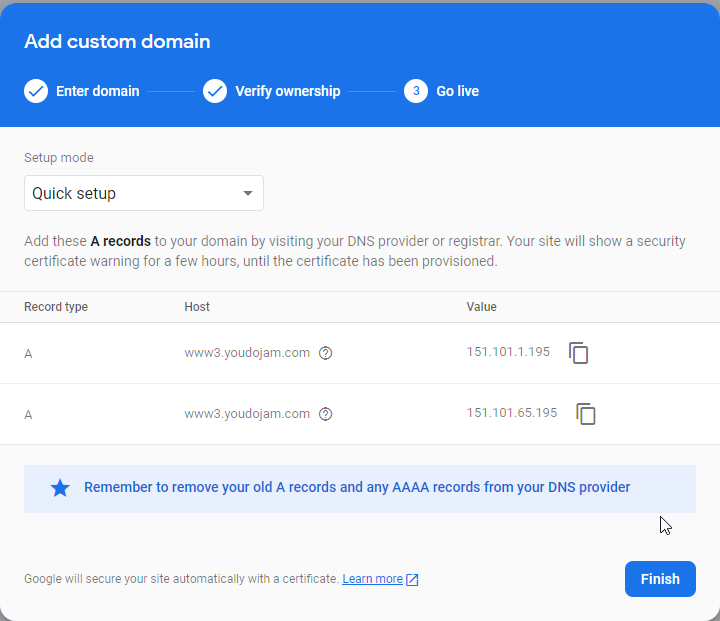 Add custom domain
Enter domain
Verify ownership
3 Go live
Setup mode
Quick setup
Add these A records to your domain by visiting your DNS provider or registrar. Your site will show a security
certificate warning for a few hours, until the certificate has been provisioned.
Record type Host Value
A www3.youdojam.com 151.101.1.195
A www3.youdojam.com 151.101.65.195
Remember to remove your old A records and any AAAA records from your DNS provider
Google will secure your site automatically with a certificate. Learn more
Finish